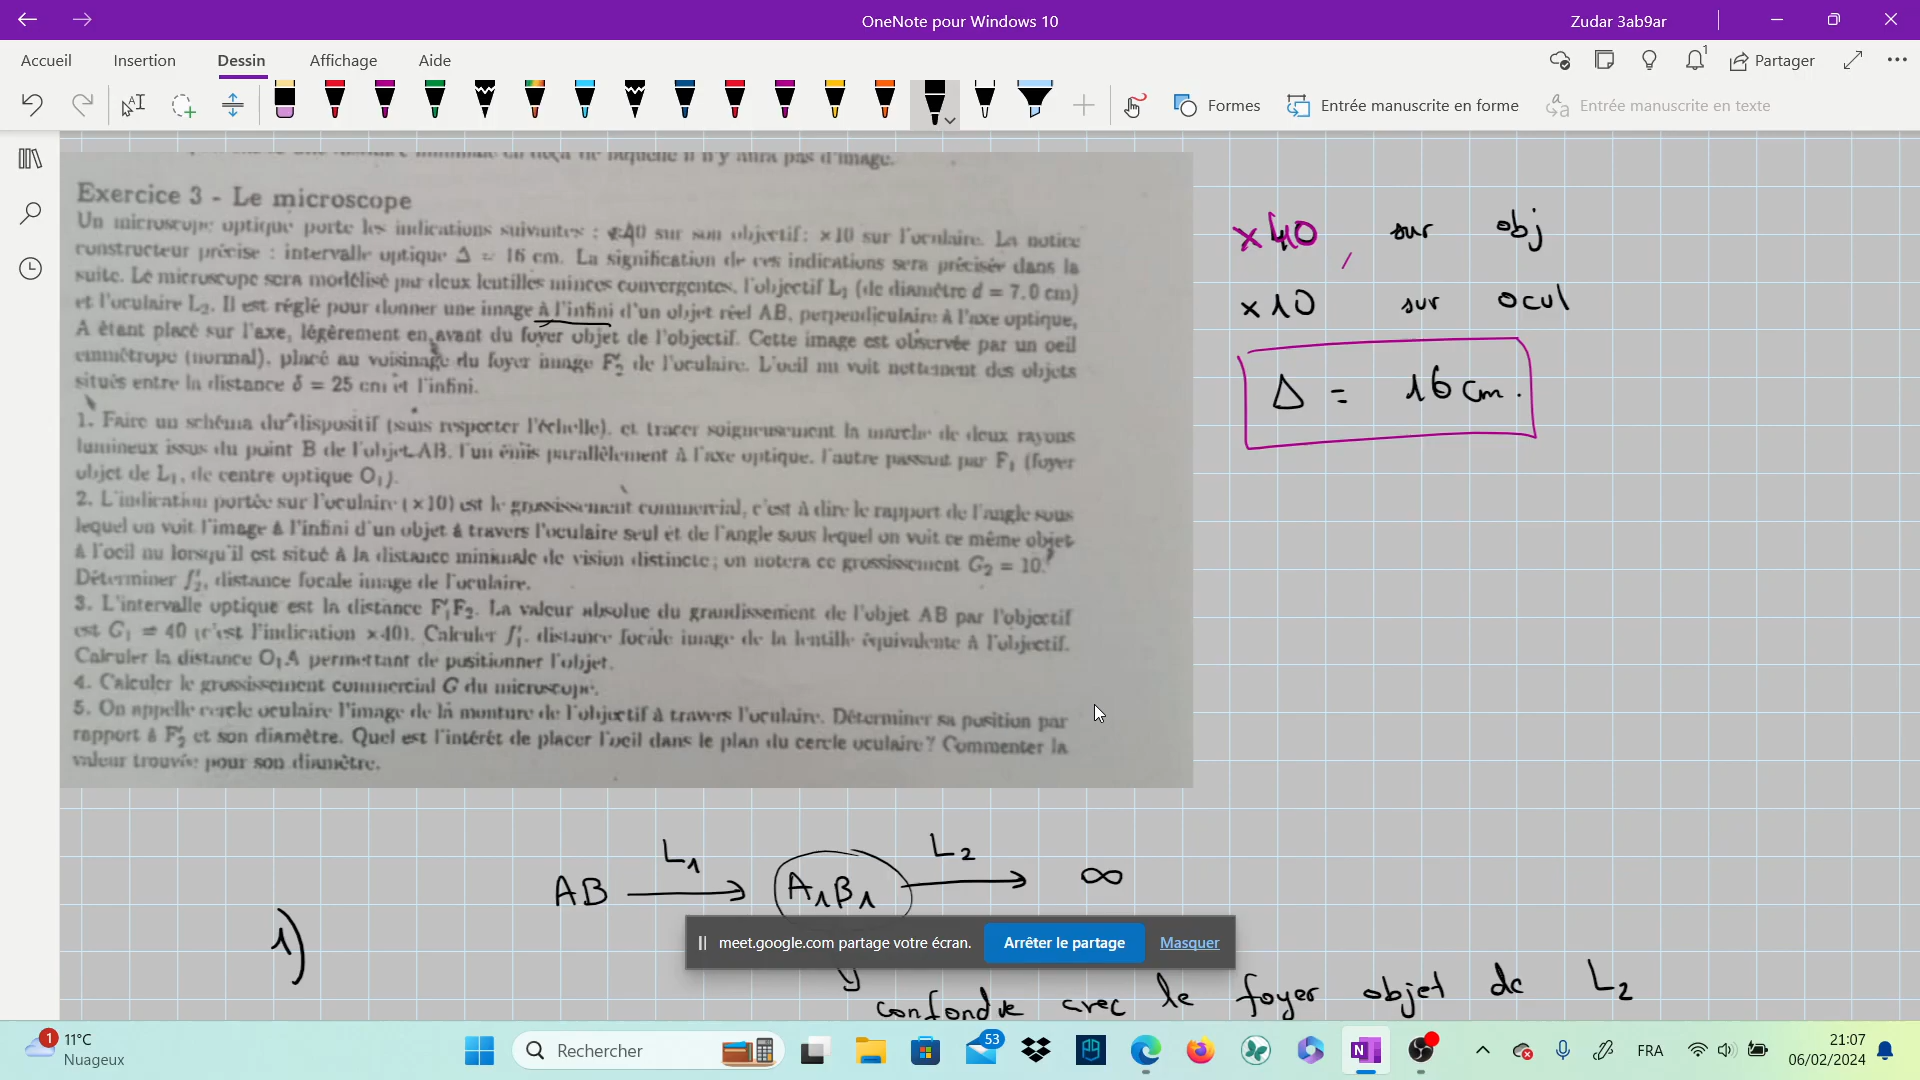 OneNote pour Windows 10
Zudar 3ab9ar
Accueil
Insertion
Dessin
Affichage
Aide
1
Partager
Formes
Entrée manuscrite en forme
Entrée manuscrite en texte
d'image.
Exercice 3 - Le microscope
Un microscope optique porte les indications suivantes : ×40 sur son objectif; ×10 sur l'oculaire. La notice
constructeur précise : intervalle optique Δ = 16 cm. La signification de ces indications sera précisée dans la
suite. Le microscope sera modélisé par deux lentilles minces convergentes, l'objectif L₁ (de diamètre d = 7.0 cm)
et l'oculaire L₂. Il est réglé pour donner une image à l'infini d'un objet réel AB, perpendiculaire à l'axe optique,
A étant placé sur l'axe, légèrement en avant du foyer objet de l'objectif. Cette image est observée par un oeil
emmétrope (normal), placé au voisinage du foyer image F'₂ de l'oculaire. L'oeil nu voit nettement des objets
situés entre la distance δ = 25 cm et l'infini.
1. Faire un schéma du dispositif (sans respecter l'échelle), et tracer soigneusement la marche de deux rayons
lumineux issus du point B de l'objet AB, l'un émis parallèlement à l'axe optique, l'autre passant par F₁ (foyer
objet de L₁, de centre optique O₁).
2. L'indication portée sur l'oculaire (×10) est le grossissement commercial, c'est à dire le rapport de l'angle sous
lequel on voit l'image à l'infini d'un objet à travers l'oculaire seul et de l'angle sous lequel on voit ce même objet
à l'oeil nu lorsqu'il est situé à la distance minimale de vision distincte; on notera ce grossissement G₂ = 10.
Déterminer f'₂, distance focale image de l'oculaire.
3. L'intervalle optique est la distance F'₁F₂. La valeur absolue du grandissement de l'objet AB par l'objectif
est G₁ = 40 (c'est l'indication ×40). Calculer f'₁, distance focale image de la lentille équivalente à l'objectif.
Calculer la distance O₁A permettant de positionner l'objet.
4. Calculer le grossissement commercial G du microscope.
5. On appelle cercle oculaire l'image de la monture de l'objectif à travers l'oculaire. Déterminer sa position par
rapport à F'₂ et son diamètre. Quel est l'intérêt de placer l'oeil dans le plan du cercle oculaire? Commenter la
valeur trouvée pour son diamètre.
×40, sur obj
×10 sur ocul
Δ = 16 cm.
AB L₁ A₁B₁ L₂ ∞
1)
meet.google.com partage votre écran.
Arrêter le partage
Masquer
confondue avec le foyer objet de L₂
1
11°C
Nuageux
Rechercher
53
FRA
21:07
06/02/2024